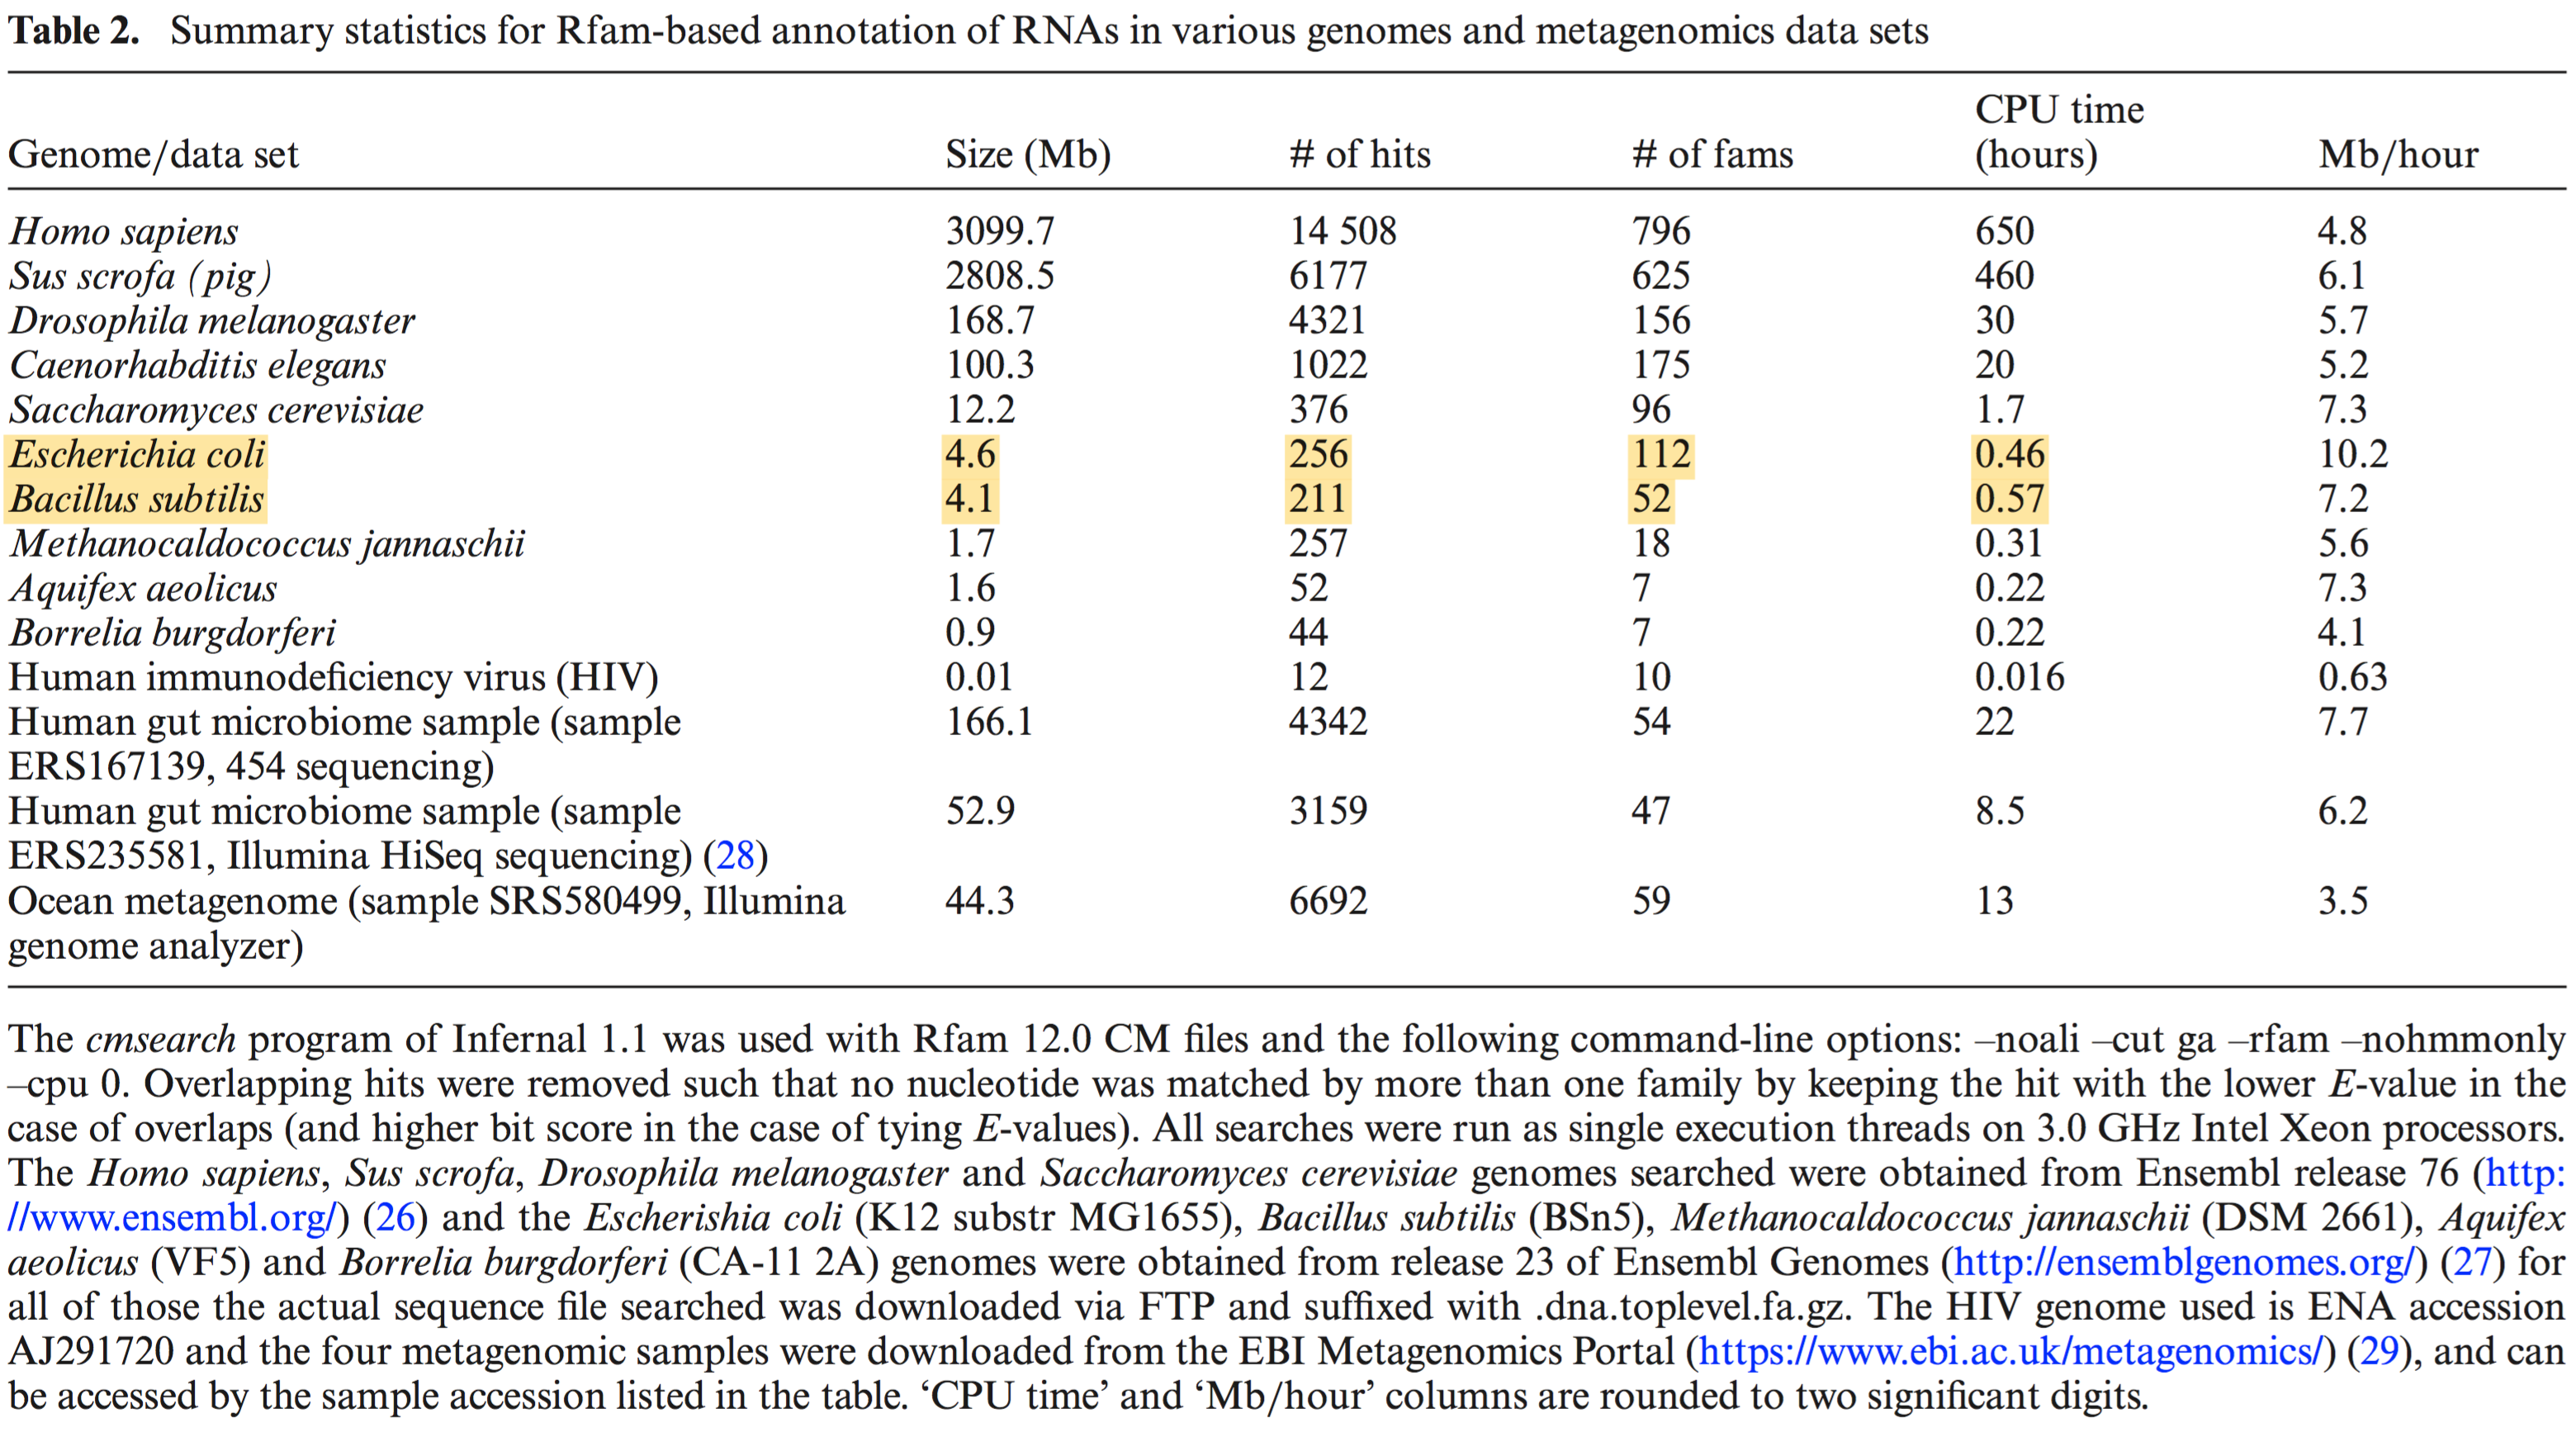 Table 2. Summary statistics for Rfam-based annotation of RNAs in various genomes and metagenomics data sets
Genome/data set Size (Mb) # of hits # of fams CPU time (hours) Mb/hour
Homo sapiens 3099.7 14 508 796 650 4.8
Sus scrofa (pig) 2808.5 6177 625 460 6.1
Drosophila melanogaster 168.7 4321 156 30 5.7
Caenorhabditis elegans 100.3 1022 175 20 5.2
Saccharomyces cerevisiae 12.2 376 96 1.7 7.3
Escherichia coli 4.6 256 112 0.46 10.2
Bacillus subtilis 4.1 211 52 0.57 7.2
Methanocaldococcus jannaschii 1.7 257 18 0.31 5.6
Aquifex aeolicus 1.6 52 7 0.22 7.3
Borrelia burgdorferi 0.9 44 7 0.22 4.1
Human immunodeficiency virus (HIV) 0.01 12 10 0.016 0.63
Human gut microbiome sample (sample 166.1 4342 54 22 7.7
ERS167139, 454 sequencing)
Human gut microbiome sample (sample 52.9 3159 47 8.5 6.2
ERS235581, Illumina HiSeq sequencing) (28)
Ocean metagenome (sample SRS580499, Illumina 44.3 6692 59 13 3.5
genome analyzer)
The cmsearch program of Infernal 1.1 was used with Rfam 12.0 CM files and the following command-line options: –noali –cut ga –rfam –nohmmonly
–cpu 0. Overlapping hits were removed such that no nucleotide was matched by more than one family by keeping the hit with the lower E-value in the
case of overlaps (and higher bit score in the case of tying E-values). All searches were run as single execution threads on 3.0 GHz Intel Xeon processors.
The Homo sapiens, Sus scrofa, Drosophila melanogaster and Saccharomyces cerevisiae genomes searched were obtained from Ensembl release 76 (http:
//www.ensembl.org/) (26) and the Escherishia coli (K12 substr MG1655), Bacillus subtilis (BSn5), Methanocaldococcus jannaschii (DSM 2661), Aquifex
aeolicus (VF5) and Borrelia burgdorferi (CA-11 2A) genomes were obtained from release 23 of Ensembl Genomes (http://ensemblgenomes.org/) (27) for
all of those the actual sequence file searched was downloaded via FTP and suffixed with .dna.toplevel.fa.gz. The HIV genome used is ENA accession
AJ291720 and the four metagenomic samples were downloaded from the EBI Metagenomics Portal (https://www.ebi.ac.uk/metagenomics/) (29), and can
be accessed by the sample accession listed in the table. ‘CPU time’ and ‘Mb/hour’ columns are rounded to two significant digits.